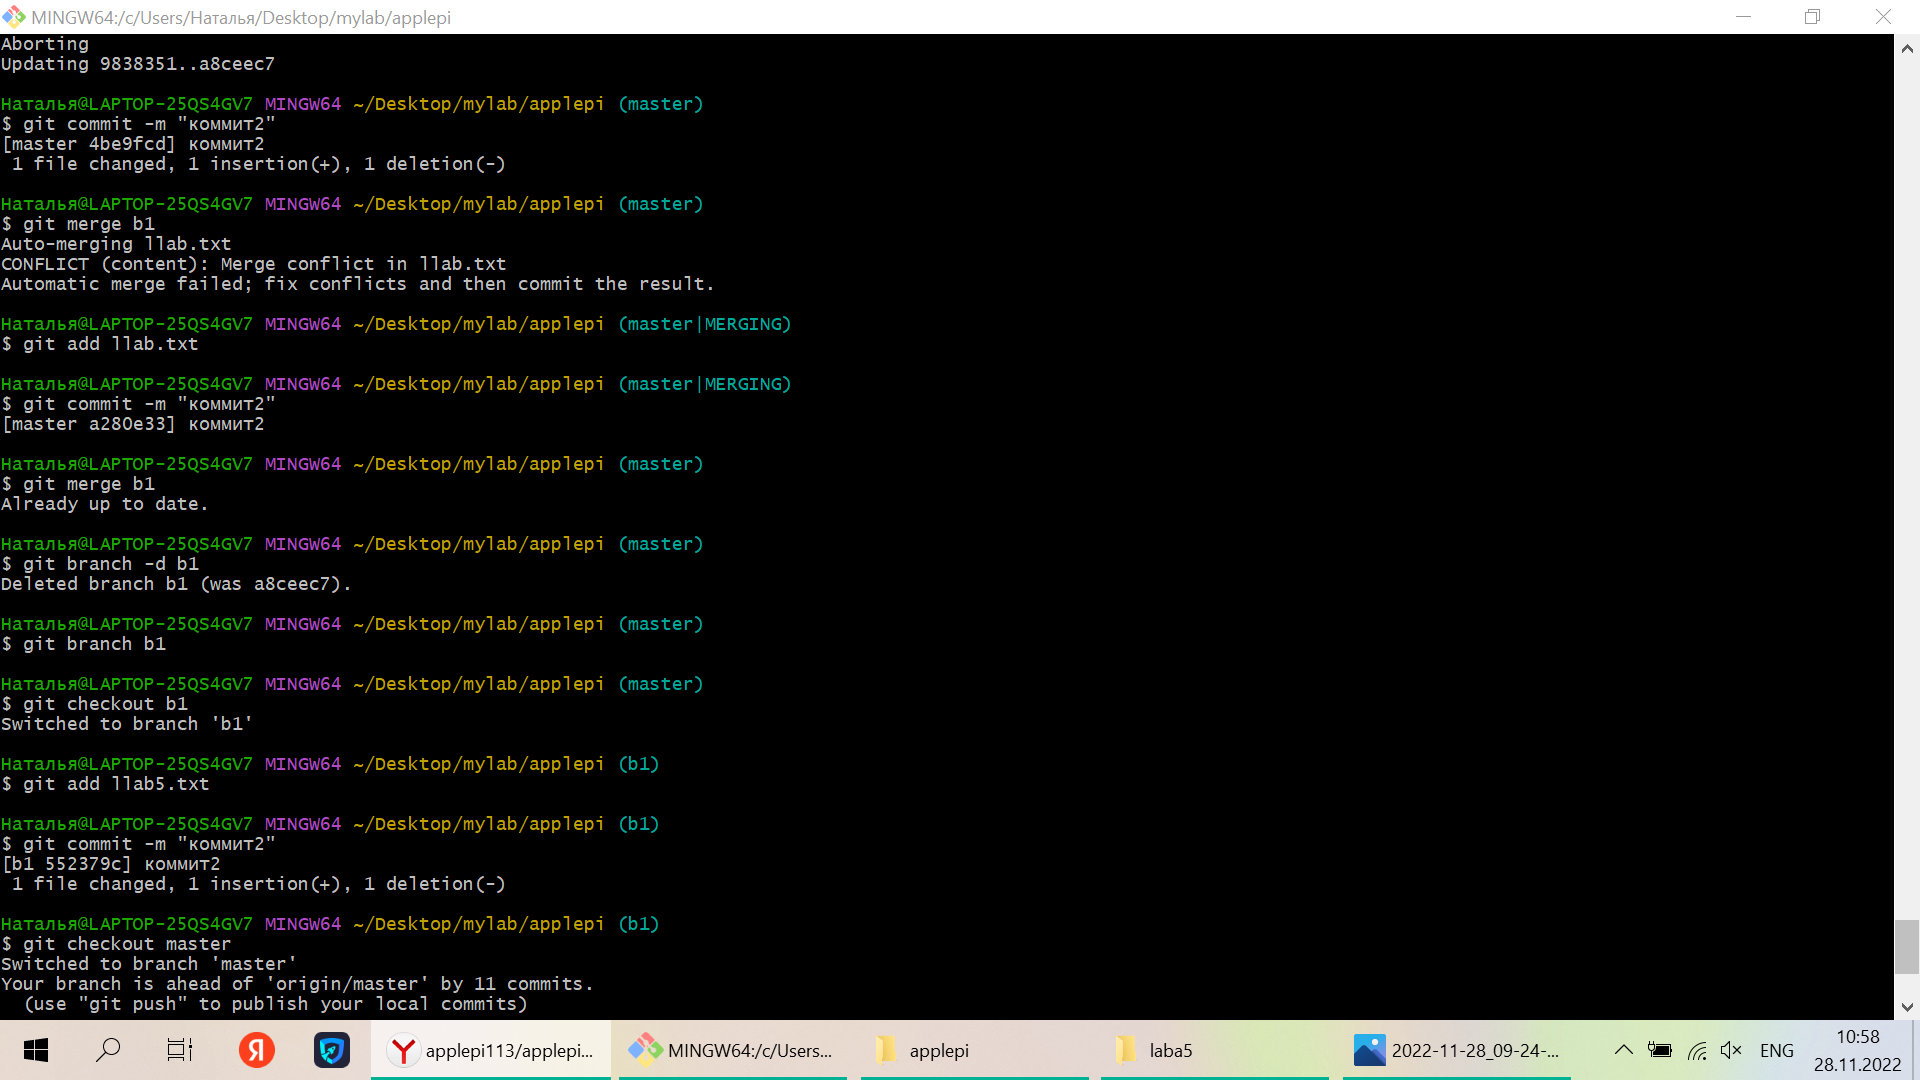 MINGW64:/c/Users/Наталья/Desktop/mylab/applepi
Aborting
Updating 9838351..a8ceec7
Наталья@LAPTOP-25QS4GV7 MINGW64 ~/Desktop/mylab/applepi (master)
$ git commit -m "коммит2"
[master 4be9fcd] коммит2
1 file changed, 1 insertion(+), 1 deletion(-)
Наталья@LAPTOP-25QS4GV7 MINGW64 ~/Desktop/mylab/applepi (master)
$ git merge b1
Auto-merging llab.txt
CONFLICT (content): Merge conflict in llab.txt
Automatic merge failed; fix conflicts and then commit the result.
Наталья@LAPTOP-25QS4GV7 MINGW64 ~/Desktop/mylab/applepi (master|MERGING)
$ git add llab.txt
Наталья@LAPTOP-25QS4GV7 MINGW64 ~/Desktop/mylab/applepi (master|MERGING)
$ git commit -m "коммит2"
[master a280e33] коммит2
Наталья@LAPTOP-25QS4GV7 MINGW64 ~/Desktop/mylab/applepi (master)
$ git merge b1
Already up to date.
Наталья@LAPTOP-25QS4GV7 MINGW64 ~/Desktop/mylab/applepi (master)
$ git branch -d b1
Deleted branch b1 (was a8ceec7).
Наталья@LAPTOP-25QS4GV7 MINGW64 ~/Desktop/mylab/applepi (master)
$ git branch b1
Наталья@LAPTOP-25QS4GV7 MINGW64 ~/Desktop/mylab/applepi (master)
$ git checkout b1
Switched to branch 'b1'
Наталья@LAPTOP-25QS4GV7 MINGW64 ~/Desktop/mylab/applepi (b1)
$ git add llab5.txt
Наталья@LAPTOP-25QS4GV7 MINGW64 ~/Desktop/mylab/applepi (b1)
$ git commit -m "коммит2"
[b1 552379c] коммит2
1 file changed, 1 insertion(+), 1 deletion(-)
Наталья@LAPTOP-25QS4GV7 MINGW64 ~/Desktop/mylab/applepi (b1)
$ git checkout master
Switched to branch 'master'
Your branch is ahead of 'origin/master' by 11 commits.
(use "git push" to publish your local commits)
Я
applepi113/applepi...
MINGW64:/c/Users...
applepi
laba5
2022-11-28_09-24-...
ENG
10:58
28.11.2022